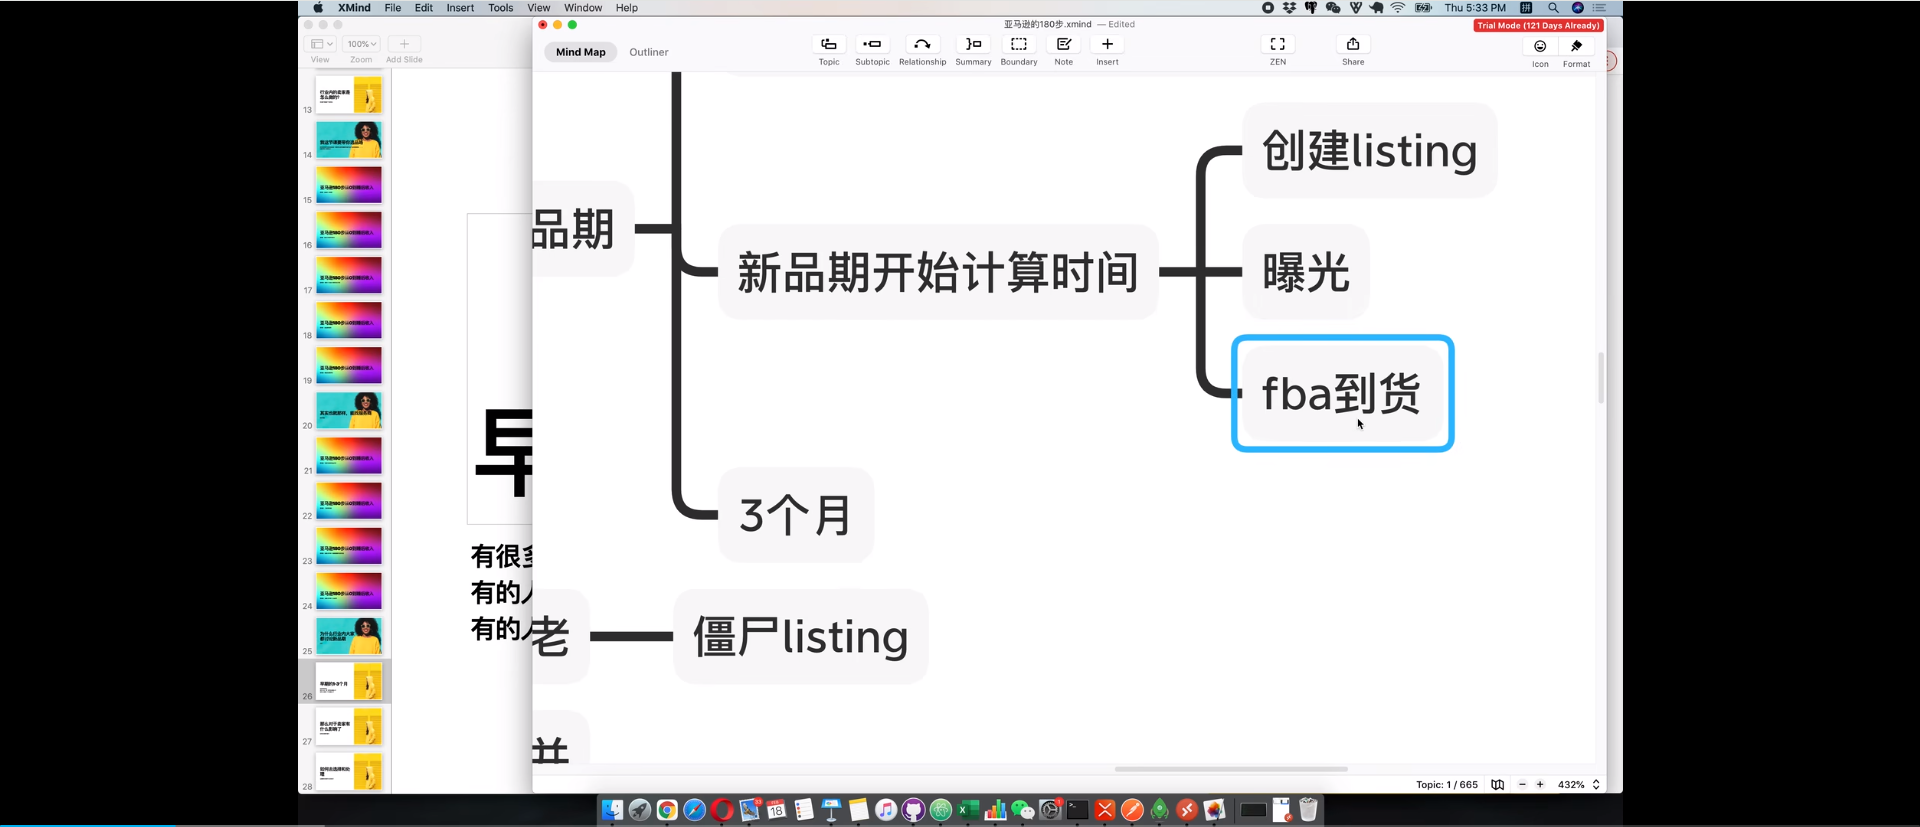 XMind File Edit Insert Tools View Window Help
Thu 5:33 PM
亚马逊的180步.xmind — Edited
Trial Mode (121 Days Already)
100%
View Zoom Add Slide
Mind Map Outliner
Topic Subtopic Relationship Summary Boundary Note Insert ZEN Share Icon Format
创建listing
品期
新品期开始计算时间
曝光
fba到货
3个月
老
僵尸listing
并
早
有很多
有的人
有的人
13
14
15
16
17
18
19
20
21
22
23
24
25
26
27
28
Topic: 1 / 665
432%
18